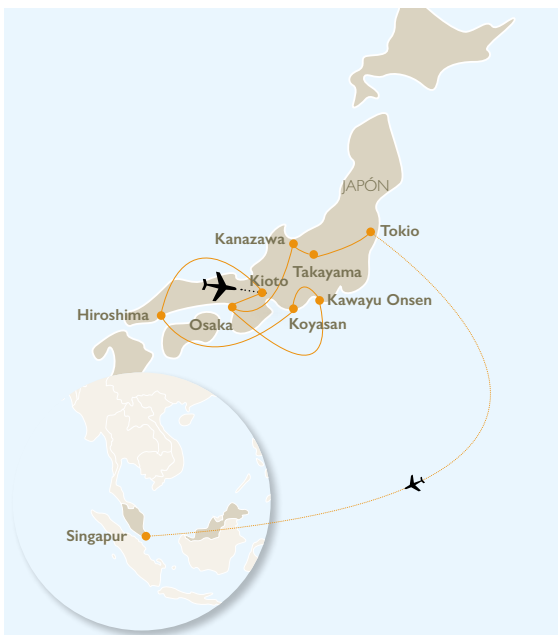 JAPÓN
Tokio
Kanazawa
Takayama
Kioto
Kawayu Onsen
Hiroshima
Osaka
Koyasan
Singapur